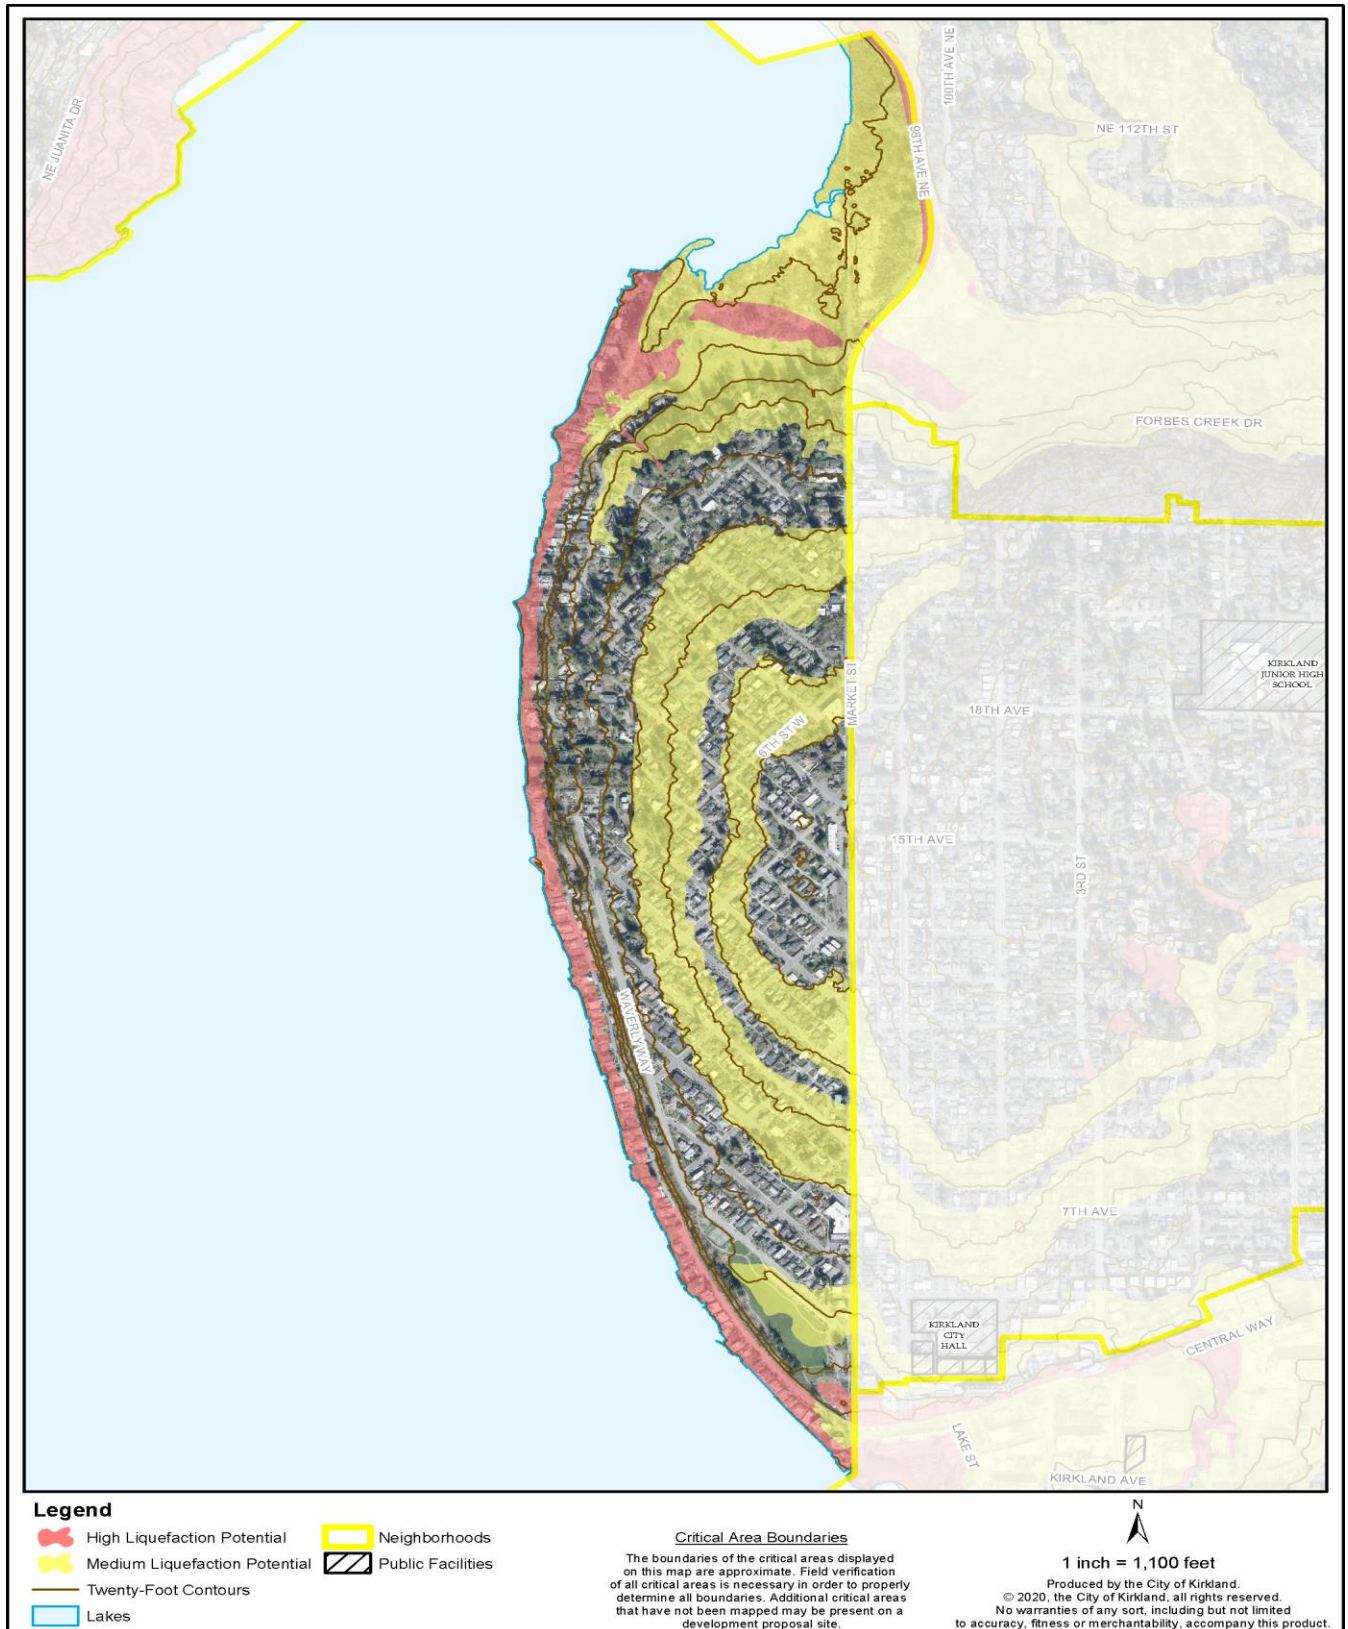 NE JUANITA DR
100TH AVE NE
98TH AVE NE
NE 112TH ST
FORBES CREEK DR
MARKET ST
KIRKLAND
JUNIOR HIGH
SCHOOL
18TH AVE
6TH ST W
15TH AVE
3RD ST
WAVERLY WAY
7TH AVE
KIRKLAND
CITY
HALL
CENTRAL WAY
LAKE ST
KIRKLAND AVE
Legend
High Liquefaction Potential
Medium Liquefaction Potential
Twenty-Foot Contours
Lakes
Neighborhoods
Public Facilities
Critical Area Boundaries
The boundaries of the critical areas displayed
on this map are approximate. Field verification
of all critical areas is necessary in order to properly
determine all boundaries. Additional critical areas
that have not been mapped may be present on a
development proposal site.
N
1 inch = 1,100 feet
Produced by the City of Kirkland.
© 2020, the City of Kirkland, all rights reserved.
No warranties of any sort, including but not limited
to accuracy, fitness or merchantability, accompany this product.